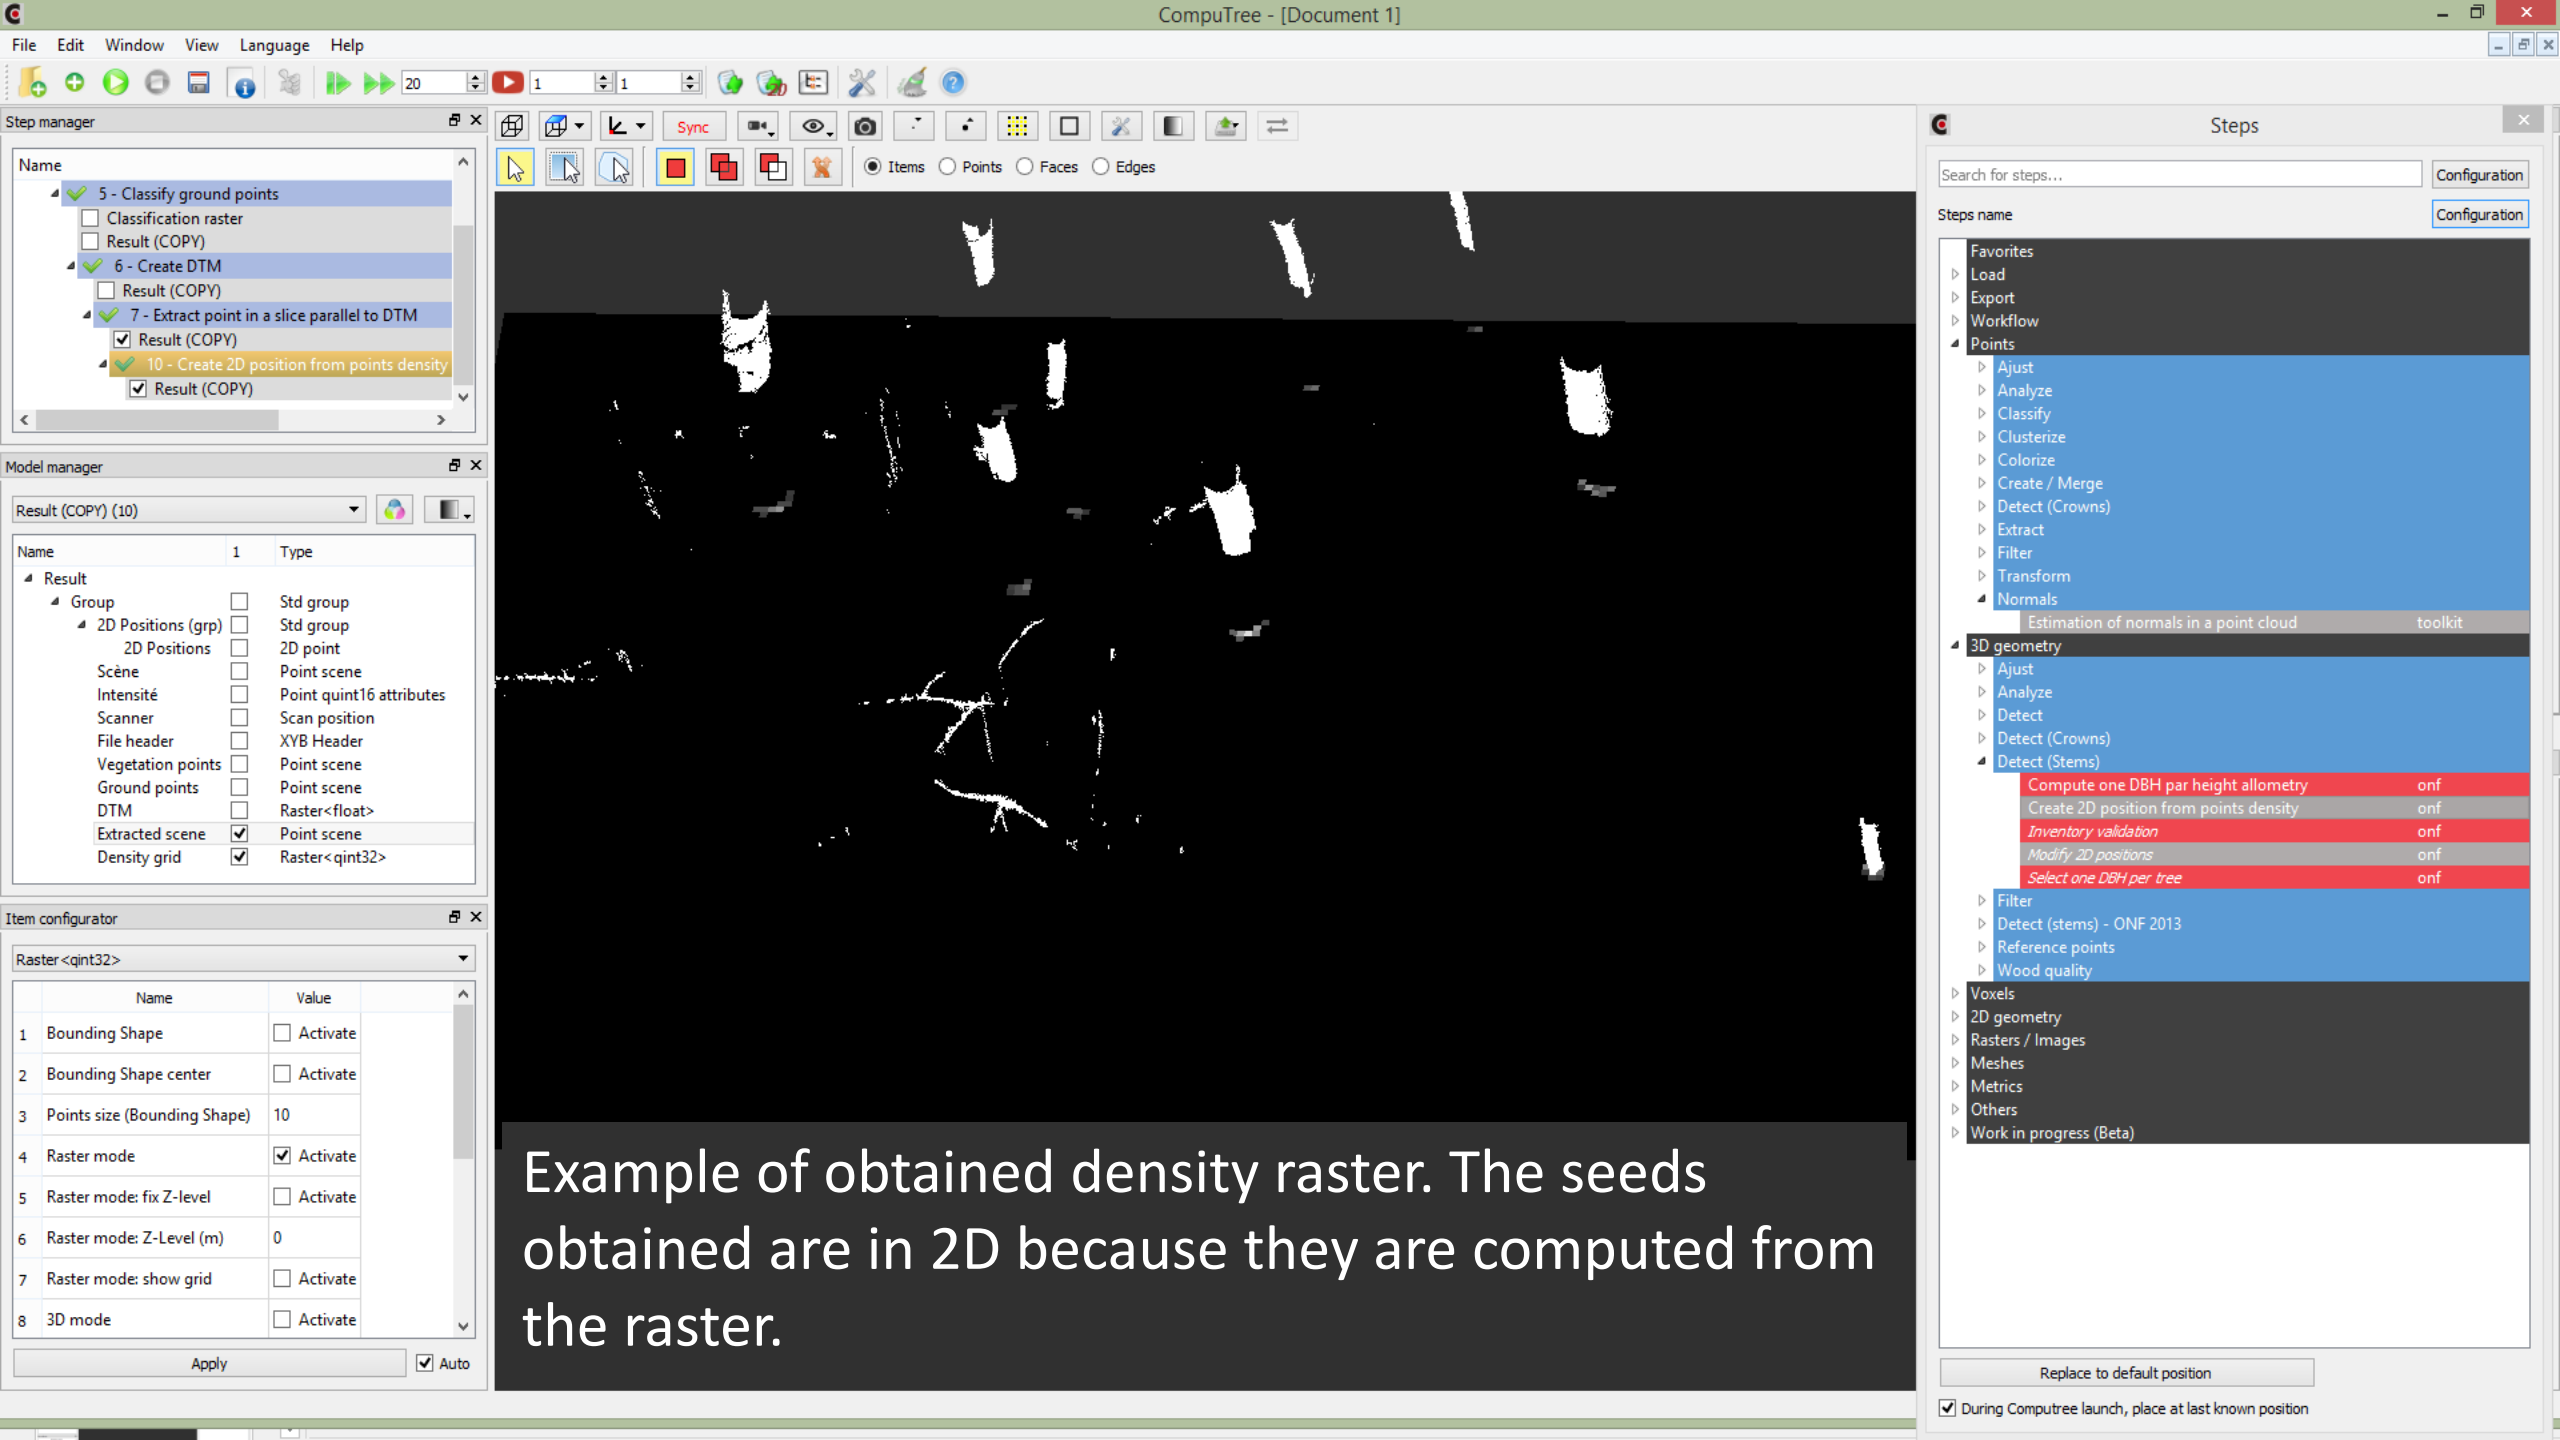 CompuTree - [Document 1]
File Edit Window View Language Help
20 1 1
Step manager
Name
5 - Classify ground points
Classification raster
Result (COPY)
6 - Create DTM
Result (COPY)
7 - Extract point in a slice parallel to DTM
Result (COPY)
10 - Create 2D position from points density
Result (COPY)
Model manager
Result (COPY) (10)
Name 1 Type
Result
Group Std group
2D Positions (grp) Std group
2D Positions 2D point
Scène Point scene
Intensité Point quint16 attributes
Scanner Scan position
File header XYB Header
Vegetation points Point scene
Ground points Point scene
DTM Raster<float>
Extracted scene Point scene
Density grid Raster<qint32>
Item configurator
Raster<qint32>
Name Value
1 Bounding Shape Activate
2 Bounding Shape center Activate
3 Points size (Bounding Shape) 10
4 Raster mode Activate
5 Raster mode: fix Z-level Activate
6 Raster mode: Z-Level (m) 0
7 Raster mode: show grid Activate
8 3D mode Activate
Apply Auto
Sync
Items Points Faces Edges
Example of obtained density raster. The seeds
obtained are in 2D because they are computed from
the raster.
Steps
Search for steps... Configuration
Steps name Configuration
Favorites
Load
Export
Workflow
Points
Ajust
Analyze
Classify
Clusterize
Colorize
Create / Merge
Detect (Crowns)
Extract
Filter
Transform
Normals
Estimation of normals in a point cloud toolkit
3D geometry
Ajust
Analyze
Detect
Detect (Crowns)
Detect (Stems)
Compute one DBH par height allometry onf
Create 2D position from points density onf
Inventory validation onf
Modify 2D positions onf
Select one DBH per tree onf
Filter
Detect (stems) - ONF 2013
Reference points
Wood quality
Voxels
2D geometry
Rasters / Images
Meshes
Metrics
Others
Work in progress (Beta)
Replace to default position
During Computree launch, place at last known position